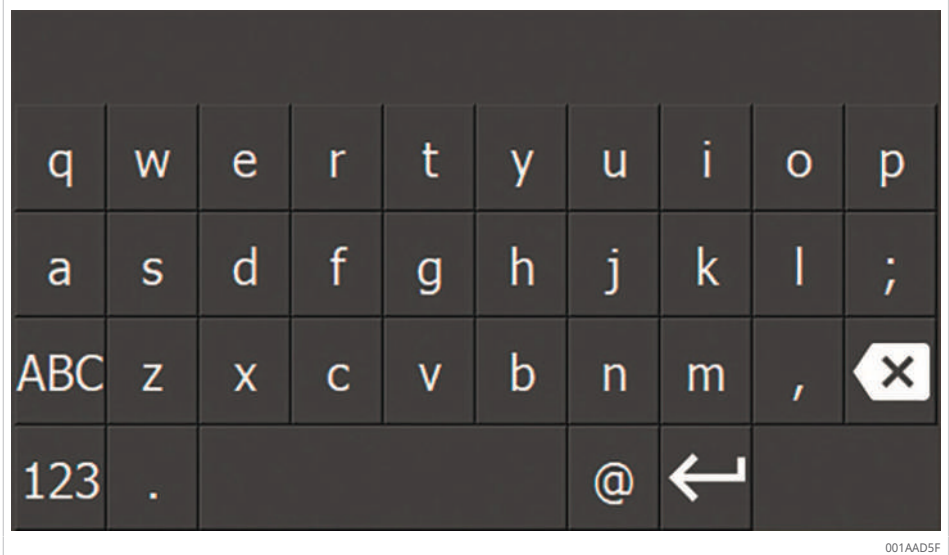 q w e r t y u i o p
a s d f g h j k l ;
ABC z x c v b n m ,
123 . @
001AAD5F